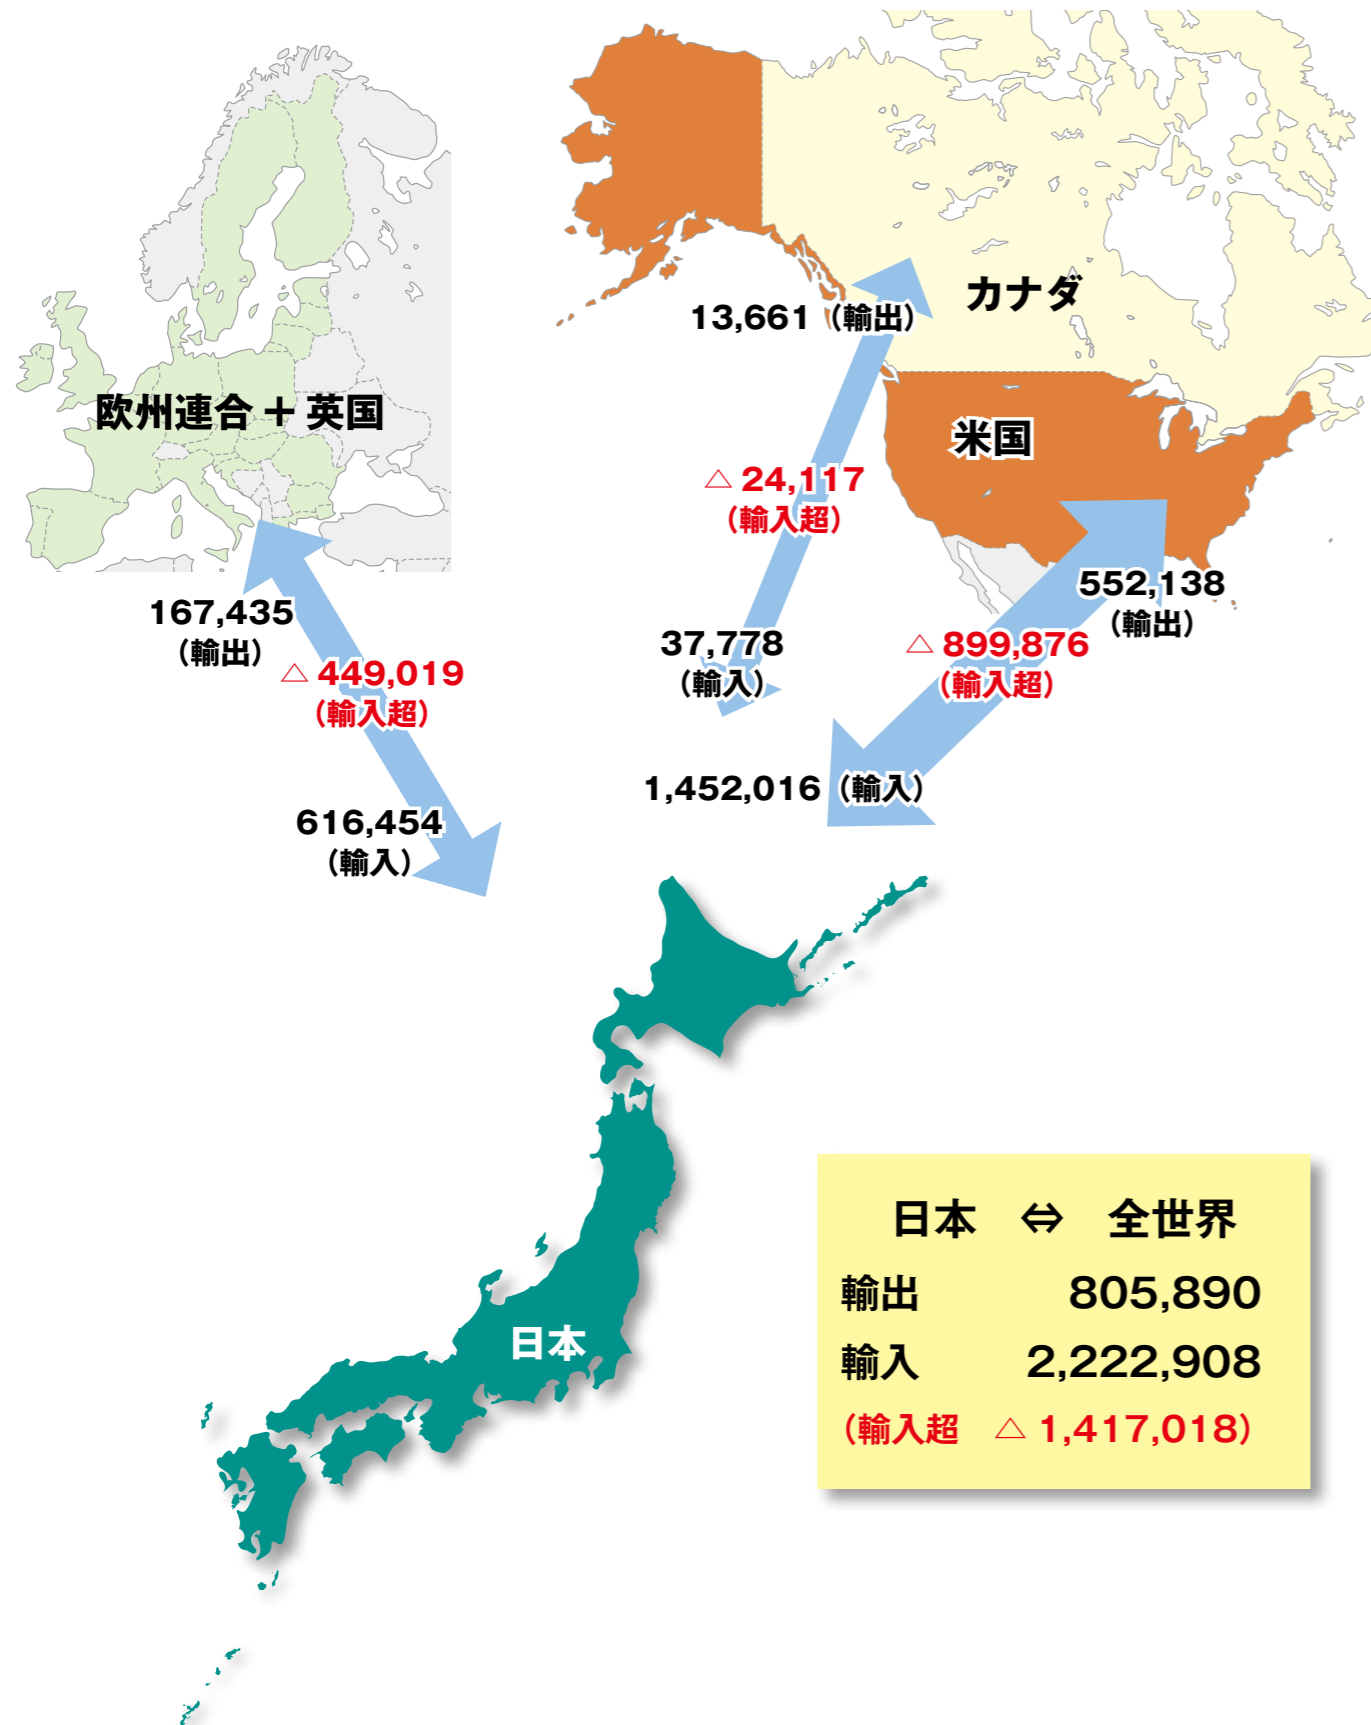 カナダ
13,661（輸出）
欧州連合＋英国
米国
△ 24,117
（輸入超）
552,138
（輸出）
167,435
（輸出）
37,778
（輸入）
△ 899,876
（輸入超）
△ 449,019
（輸入超）
1,452,016（輸入）
616,454
（輸入）
日本
日本 ⇔ 全世界
輸出 805,890
輸入 2,222,908
（輸入超 △ 1,417,018）